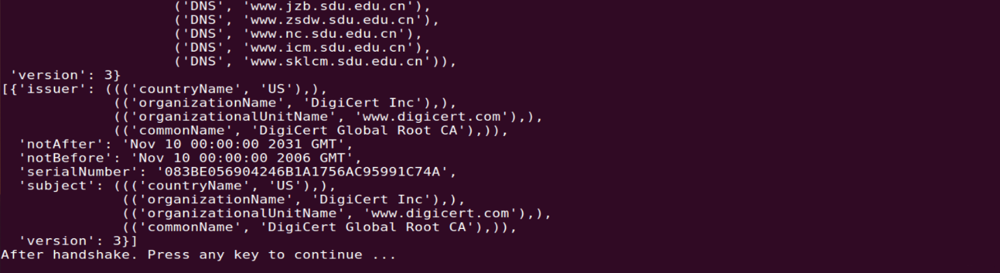 ('DNS', 'www.jzb.sdu.edu.cn'),
('DNS', 'www.zsdw.sdu.edu.cn'),
('DNS', 'www.nc.sdu.edu.cn'),
('DNS', 'www.icm.sdu.edu.cn'),
('DNS', 'www.sklcm.sdu.edu.cn')),
'version': 3}
[{'issuer': ((('countryName', 'US'),),
(('organizationName', 'DigiCert Inc'),),
(('organizationalUnitName', 'www.digicert.com'),),
(('commonName', 'DigiCert Global Root CA'),)),
'notAfter': 'Nov 10 00:00:00 2031 GMT',
'notBefore': 'Nov 10 00:00:00 2006 GMT',
'serialNumber': '083BE056904246B1A1756AC95991C74A',
'subject': ((('countryName', 'US'),),
(('organizationName', 'DigiCert Inc'),),
(('organizationalUnitName', 'www.digicert.com'),),
(('commonName', 'DigiCert Global Root CA'),)),
'version': 3}]
After handshake. Press any key to continue ...